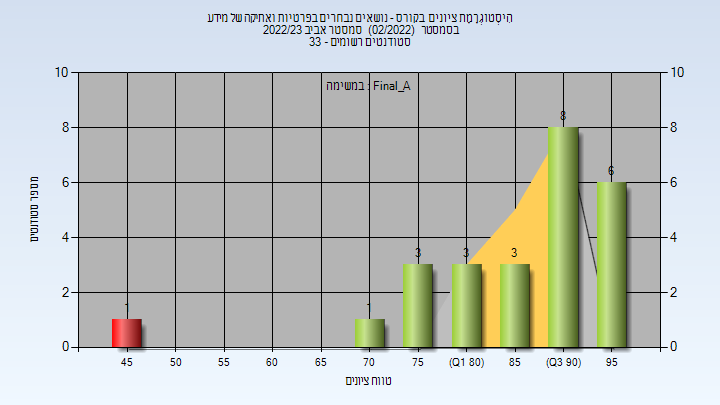 הִיסְטוֹגְרָמַת ציונים בקורס - נושאים נבחרים בפרטיות ואתיקה של מידע
בסמסטר (02/2022) סמסטר אביב 2022/23
סטודנטים רשומים - 33
במשימה : Final_A
10 10
8 8
6 6
4 4
2 2
0 0
1 1 3 3 3 8 6
מספר סטודנטים
45 50 55 60 65 70 75 (Q1 80) 85 (Q3 90) 95
טווח ציונים